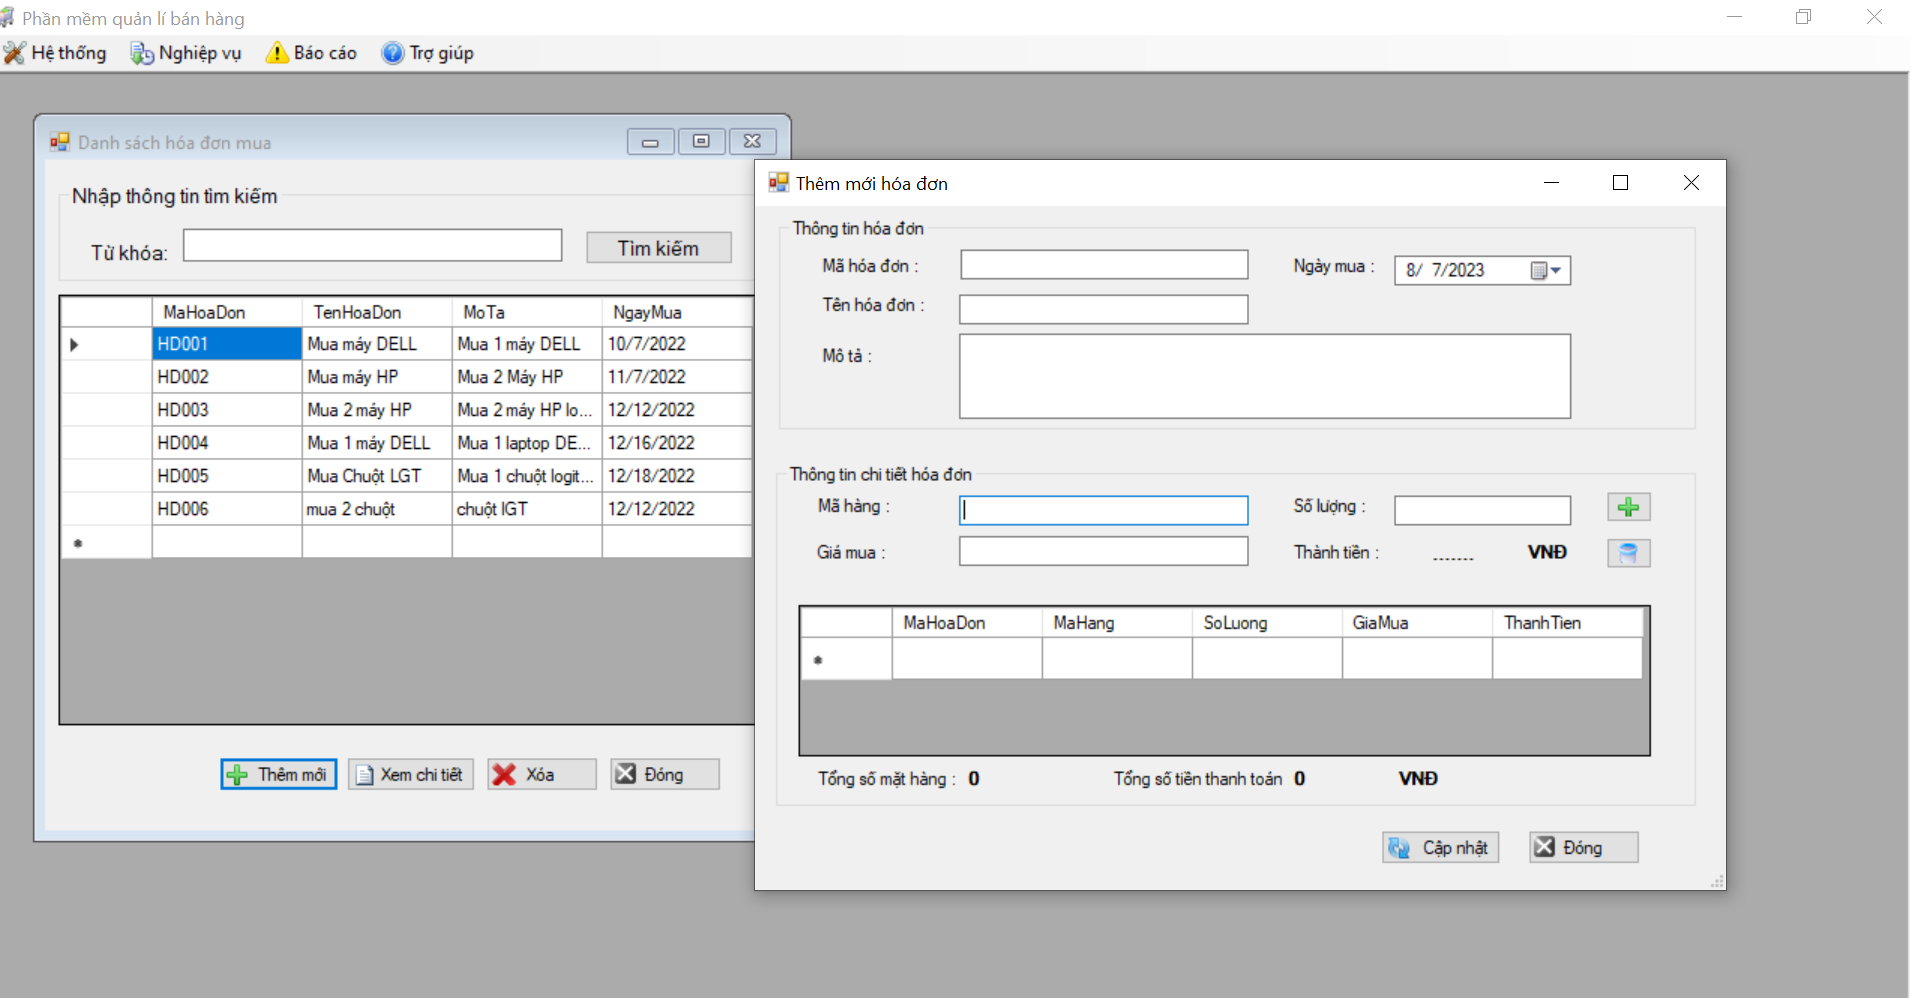 Phần mềm quản lí bán hàng
Hệ thống Nghiệp vụ Báo cáo Trợ giúp
Danh sách hóa đơn mua
Nhập thông tin tìm kiếm
Từ khóa: Tìm kiếm
MaHoaDon TenHoaDon MoTa NgayMua
HD001 Mua máy DELL Mua 1 máy DELL 10/7/2022
HD002 Mua máy HP Mua 2 Máy HP 11/7/2022
HD003 Mua 2 máy HP Mua 2 máy HP lo... 12/12/2022
HD004 Mua 1 máy DELL Mua 1 laptop DE... 12/16/2022
HD005 Mua Chuột LGT Mua 1 chuột logit... 12/18/2022
HD006 mua 2 chuột chuột lGT 12/12/2022
Thêm mới Xem chi tiết Xóa Đóng
Thêm mới hóa đơn
Thông tin hóa đơn
Mã hóa đơn : Ngày mua : 8/ 7/2023
Tên hóa đơn :
Mô tả :
Thông tin chi tiết hóa đơn
Mã hàng : Số lượng :
Giá mua : Thành tiền : ....... VNĐ
MaHoaDon MaHang SoLuong GiaMua ThanhTien
Tổng số mặt hàng : 0 Tổng số tiền thanh toán 0 VNĐ
Cập nhật Đóng